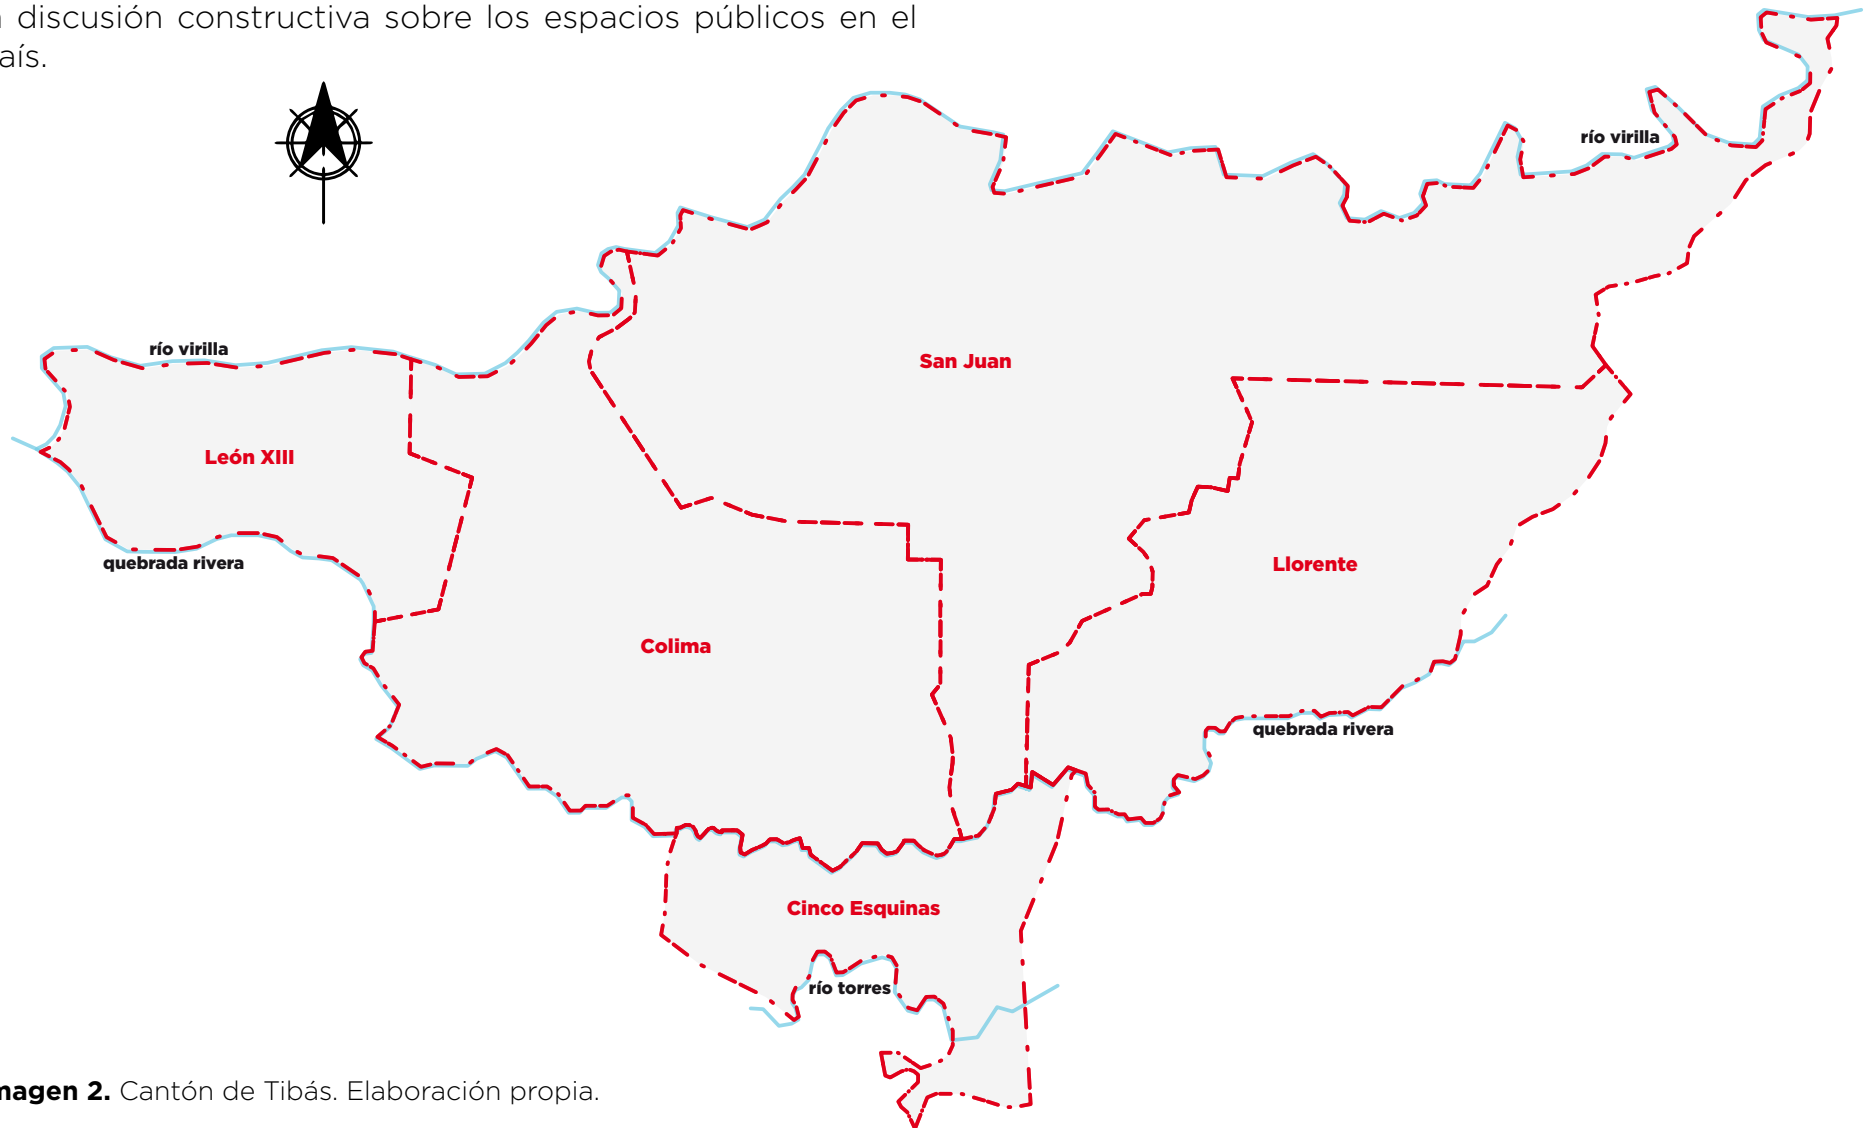 discusión constructiva sobre los espacios públicos en el
aís.
río virilla
río virilla
San Juan
León XIII
quebrada rivera
Llorente
Colima
quebrada rivera
Cinco Esquinas
río torres
magen 2. Cantón de Tibás. Elaboración propia.